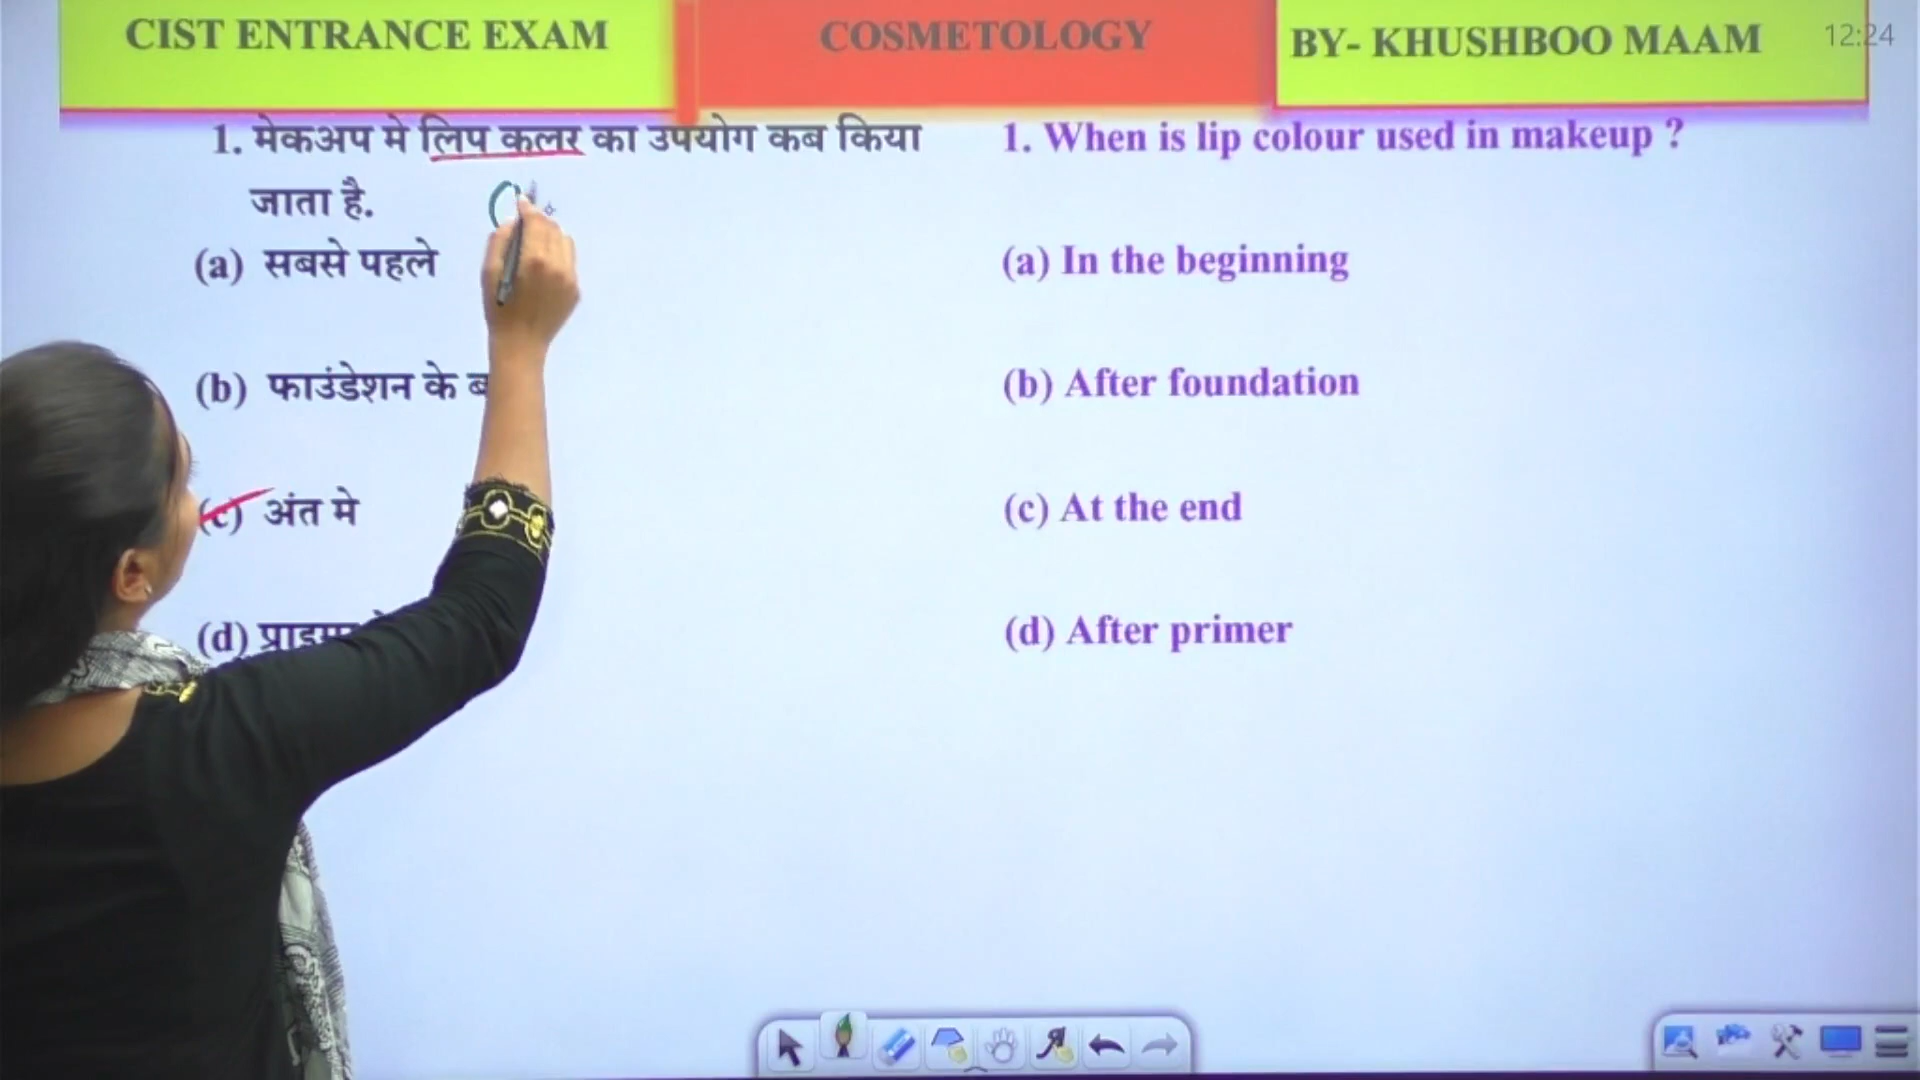 CIST ENTRANCE EXAM
COSMETOLOGY
BY- KHUSHBOO MAAM
12:24
1. मेकअप मे लिप कलर का उपयोग कब किया
जाता है.
(a) सबसे पहले
(b) फाउंडेशन के
(c) अंत मे
(d)
1. When is lip colour used in makeup ?
(a) In the beginning
(b) After foundation
(c) At the end
(d) After primer